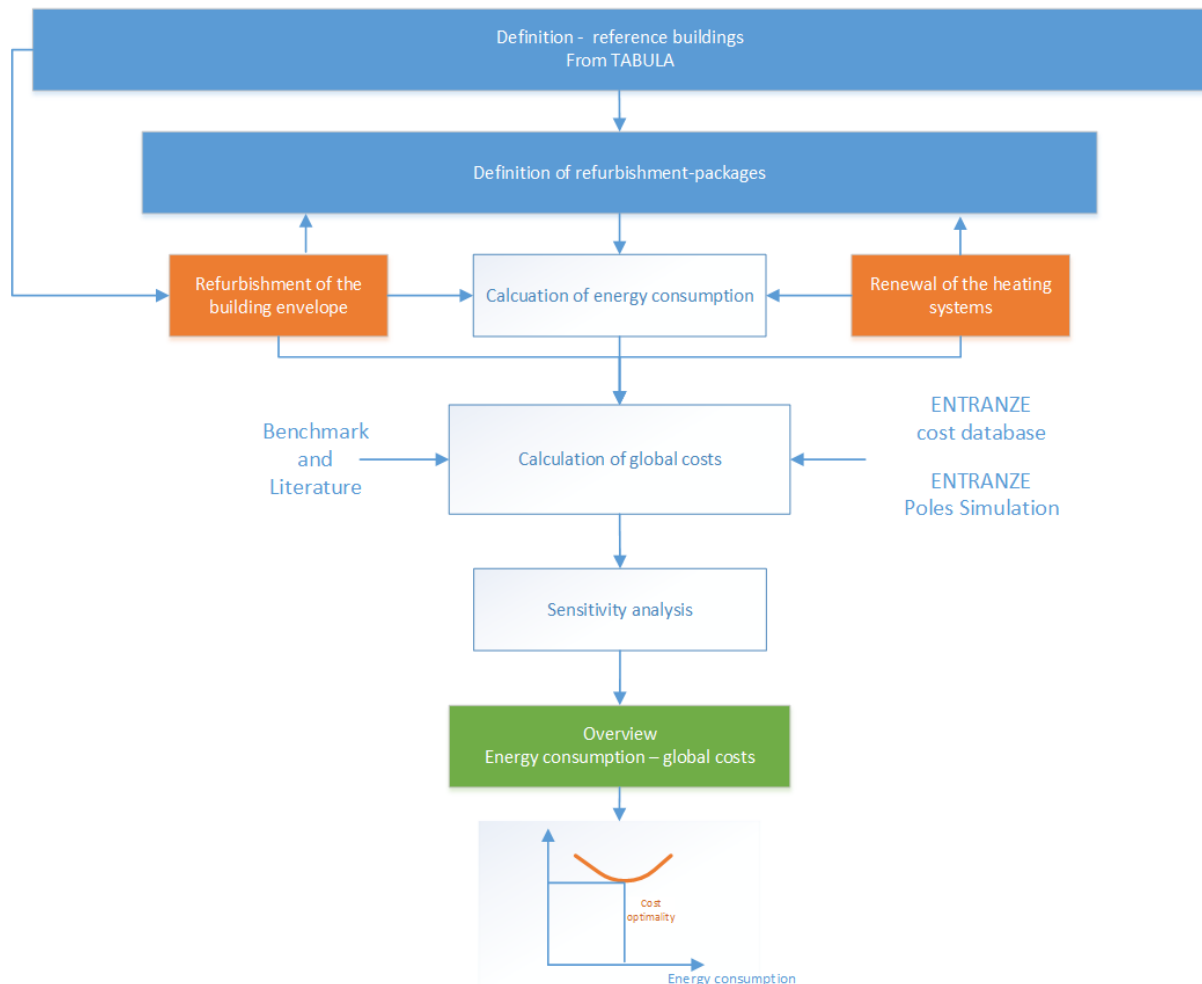 Definition - reference buildings
From TABULA
Definition of refurbishment-packages
Refurbishment of the
building envelope
Calcuation of energy consumption
Renewal of the heating
systems
Benchmark
and
Literature
Calculation of global costs
ENTRANZE
cost database
ENTRANZE
Poles Simulation
Sensitivity analysis
Overview
Energy consumption – global costs
Cost
optimality
Energy consumption